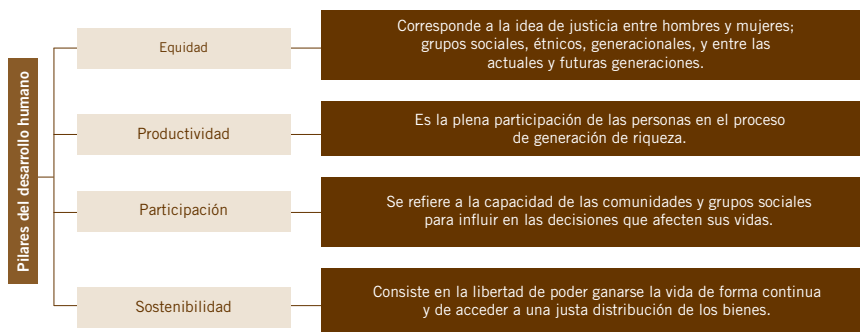 Pilares del desarrollo humano
Equidad
Corresponde a la idea de justicia entre hombres y mujeres;
grupos sociales, étnicos, generacionales, y entre las
actuales y futuras generaciones.
Productividad
Es la plena participación de las personas en el proceso
de generación de riqueza.
Participación
Se refiere a la capacidad de las comunidades y grupos sociales
para influir en las decisiones que afecten sus vidas.
Sostenibilidad
Consiste en la libertad de poder ganarse la vida de forma continua
y de acceder a una justa distribución de los bienes.